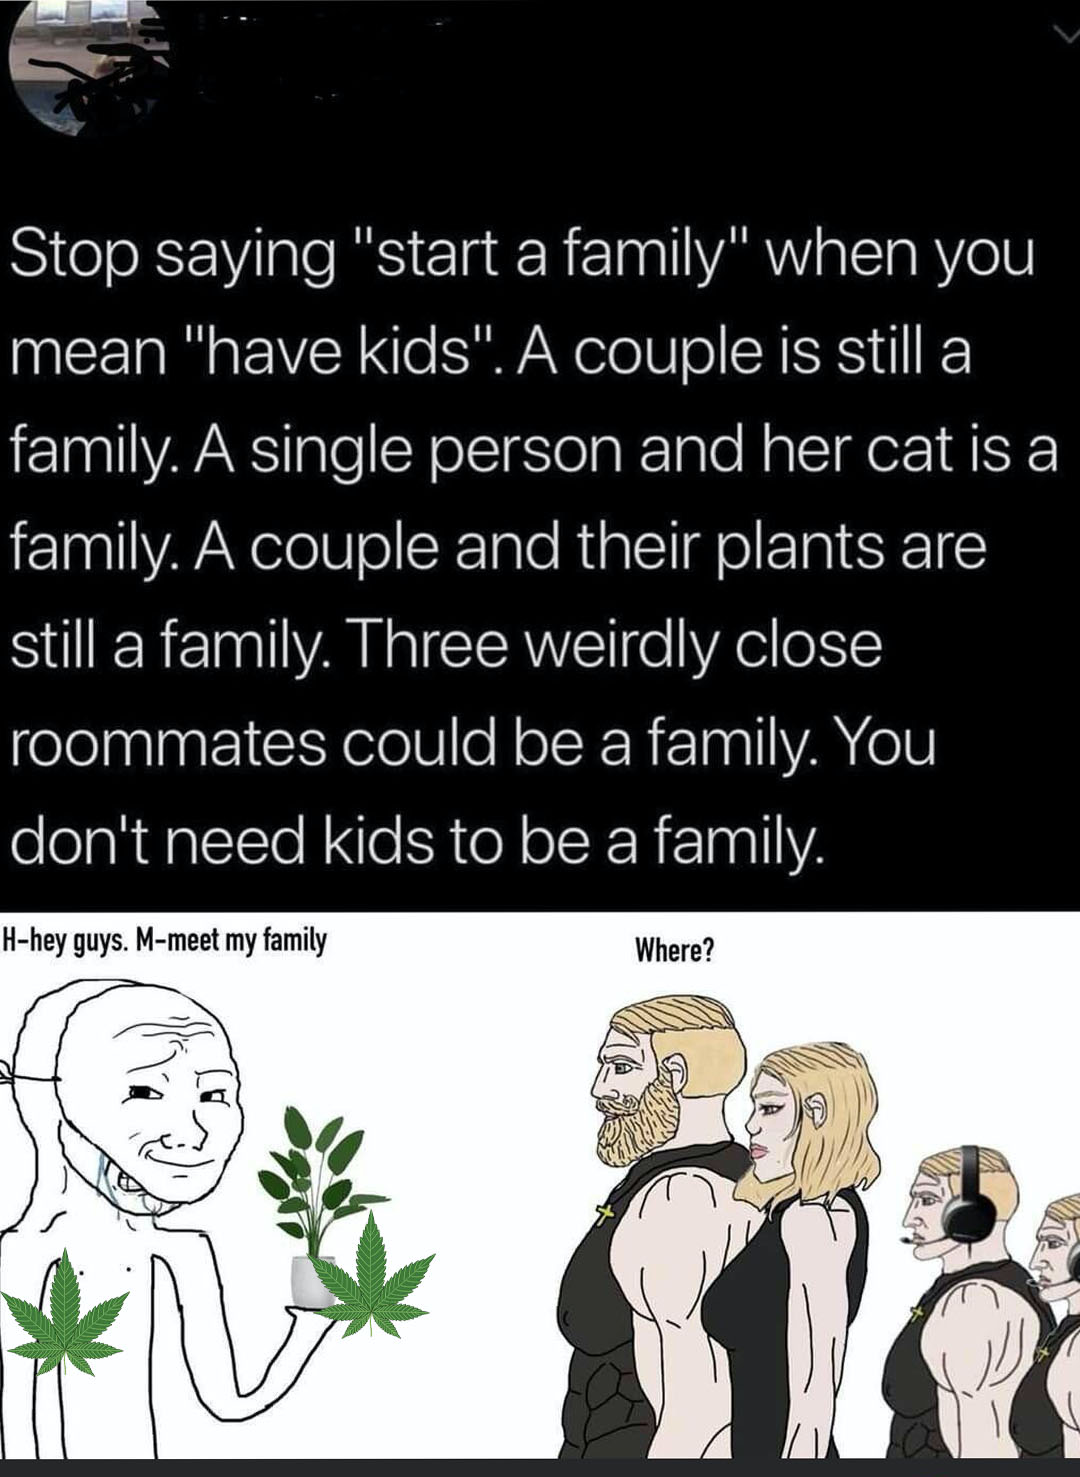 Stop saying "start a family" when you
mean "have kids". A couple is still a
family. A single person and her cat is a
family. A couple and their plants are
still a family. Three weirdly close
roommates could be a family. You
don't need kids to be a family.
H-hey guys. M-meet my family
Where?